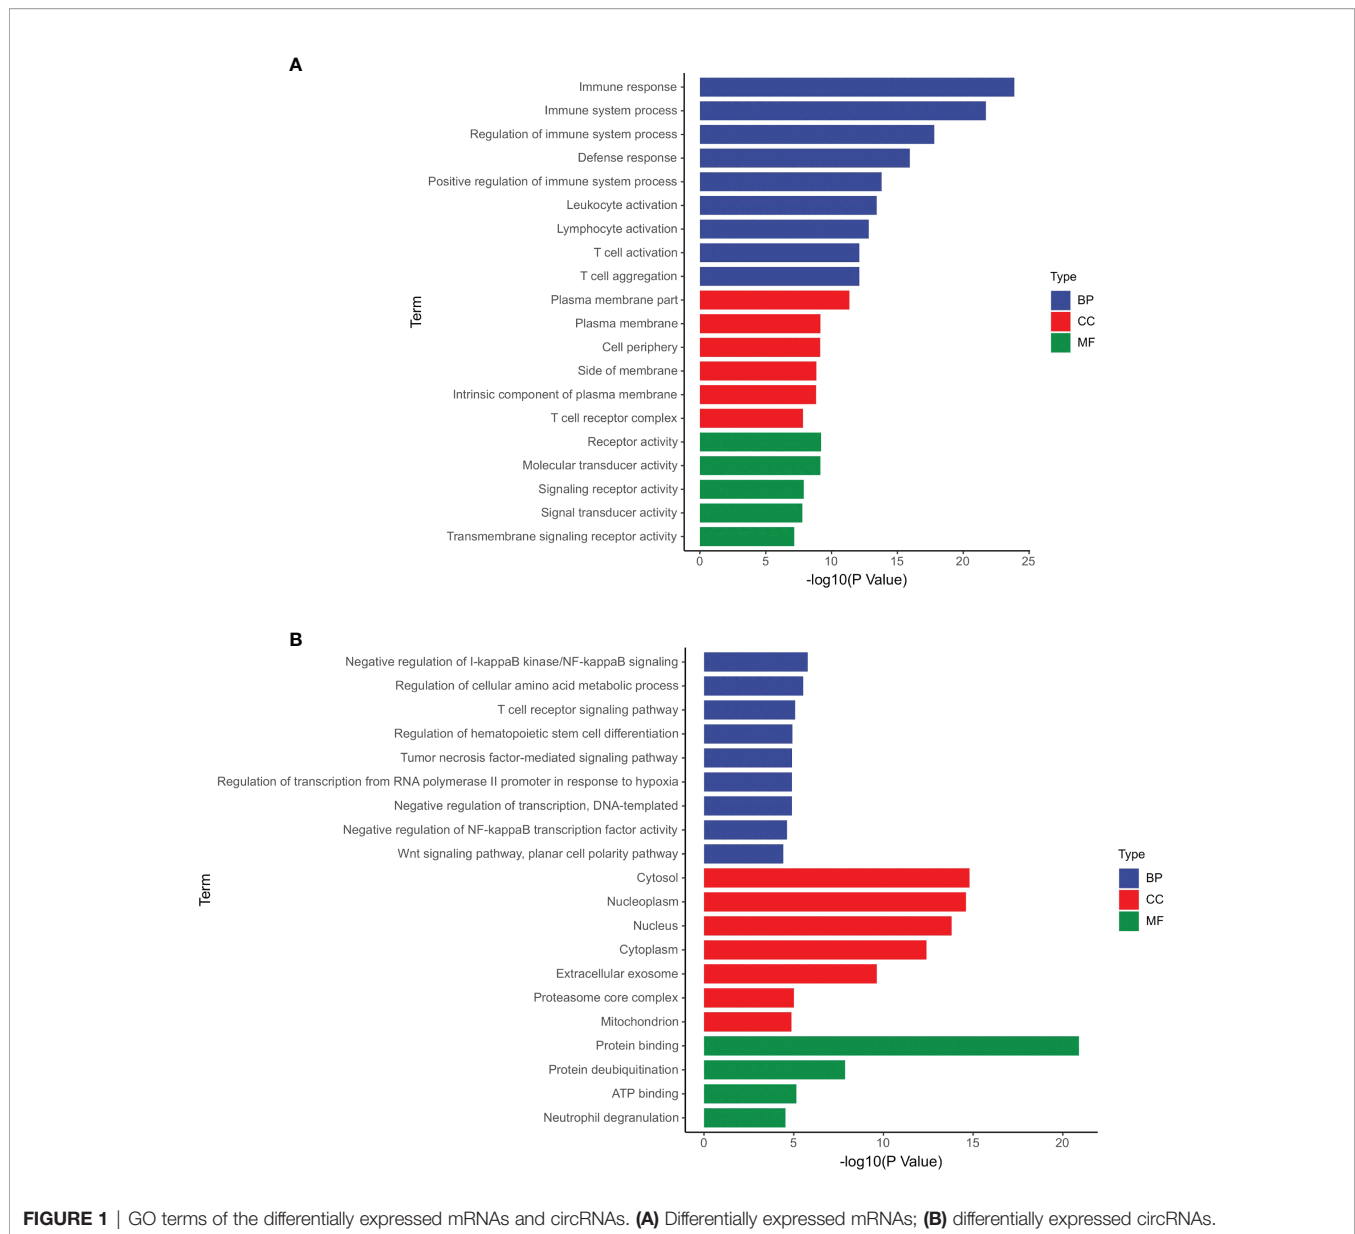 A
Immune response
Immune system process
Regulation of immune system process
Defense response
Positive regulation of immune system process
Leukocyte activation
Lymphocyte activation
T cell activation
T cell aggregation
Plasma membrane part
Plasma membrane
Cell periphery
Side of membrane
Intrinsic component of plasma membrane
T cell receptor complex
Receptor activity
Molecular transducer activity
Signaling receptor activity
Signal transducer activity
Transmembrane signaling receptor activity
Term
0 5 10 15 20 25
-log10(P Value)
Type
BP
CC
MF
B
Negative regulation of I-kappaB kinase/NF-kappaB signaling
Regulation of cellular amino acid metabolic process
T cell receptor signaling pathway
Regulation of hematopoietic stem cell differentiation
Tumor necrosis factor-mediated signaling pathway
Regulation of transcription from RNA polymerase II promoter in response to hypoxia
Negative regulation of transcription, DNA-templated
Negative regulation of NF-kappaB transcription factor activity
Wnt signaling pathway, planar cell polarity pathway
Cytosol
Nucleoplasm
Nucleus
Cytoplasm
Extracellular exosome
Proteasome core complex
Mitochondrion
Protein binding
Protein deubiquitination
ATP binding
Neutrophil degranulation
Term
0 5 10 15 20
-log10(P Value)
Type
BP
CC
MF
FIGURE 1 | GO terms of the differentially expressed mRNAs and circRNAs. (A) Differentially expressed mRNAs; (B) differentially expressed circRNAs.